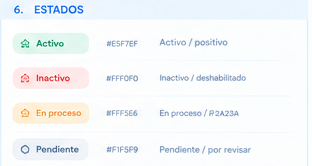 6. ESTADOS
Activo #E5F7EF Activo / positivo
Inactivo #FFF0F0 Inactivo / deshabilitado
En proceso #FFF5E6 En proceso / #2A23A
Pendiente #F1F5F9 Pendiente / por revisar